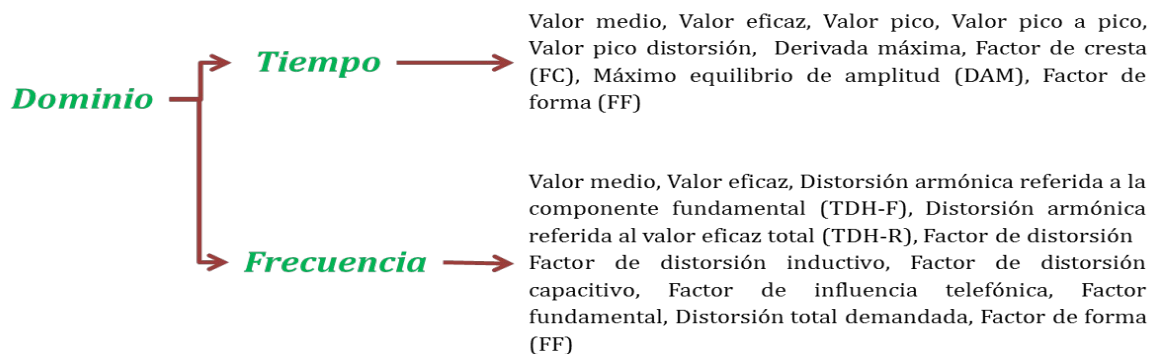 Dominio
Tiempo
Valor medio, Valor eficaz, Valor pico, Valor pico a pico,
Valor pico distorsión, Derivada máxima, Factor de cresta
(FC), Máximo equilibrio de amplitud (DAM), Factor de
forma (FF)
Frecuencia
Valor medio, Valor eficaz, Distorsión armónica referida a la
componente fundamental (TDH-F), Distorsión armónica
referida al valor eficaz total (TDH-R), Factor de distorsión
Factor de distorsión inductivo, Factor de distorsión
capacitivo, Factor de influencia telefónica, Factor
fundamental, Distorsión total demandada, Factor de forma
(FF)